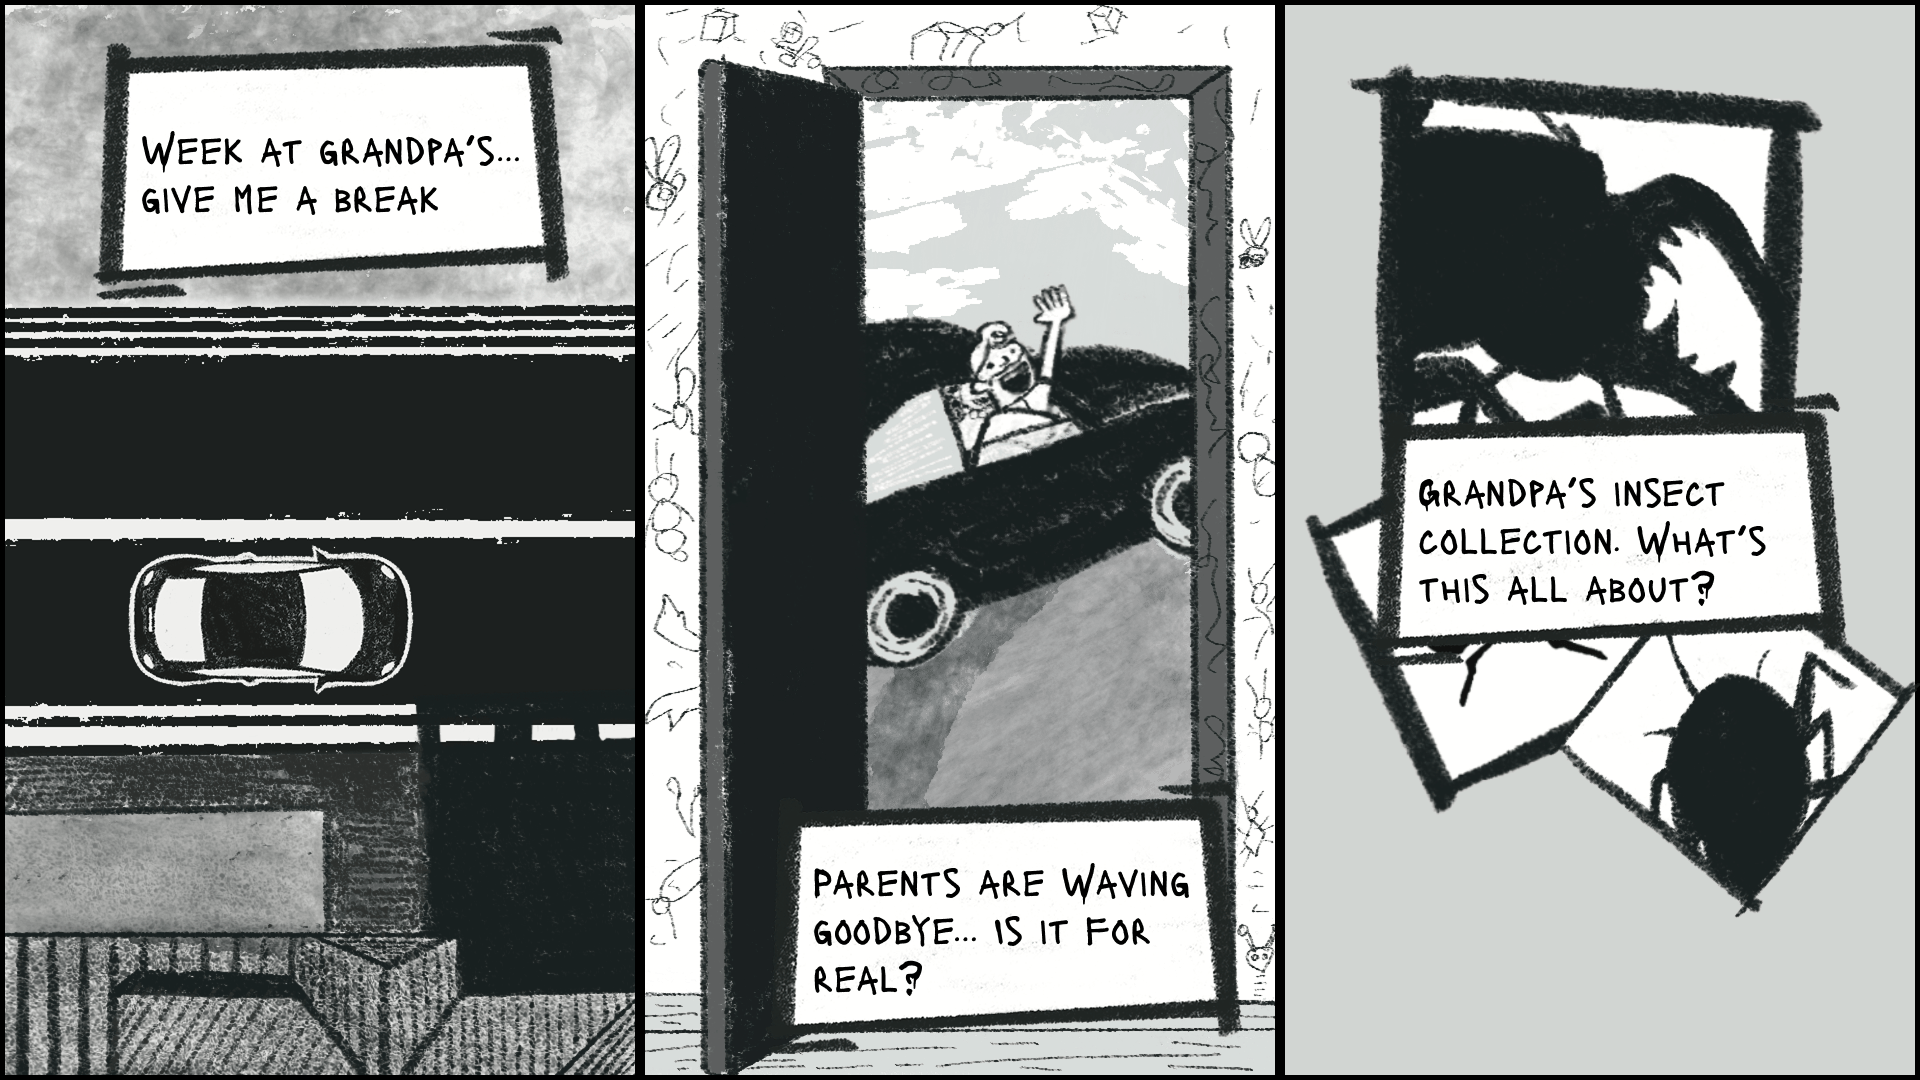 WEEK AT GRANDPA'S...
GIVE ME A BREAK
PARENTS ARE WAVING
GOODBYE... IS IT FOR
REAL?
GRANDPA'S INSECT
COLLECTION. WHAT'S
THIS ALL ABOUT?